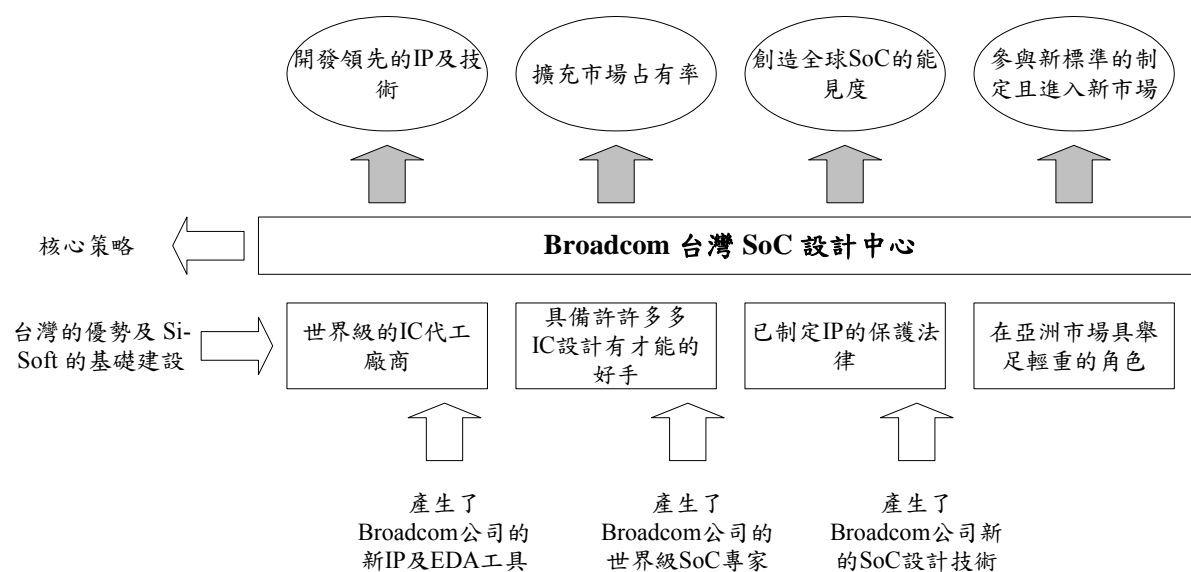 開發領先的IP及技
術
擴充市場占有率
創造全球SoC的能
見度
參與新標準的制
定且進入新市場
核心策略
Broadcom 台灣 SoC 設計中心
台灣的優勢及 Si-
Soft 的基礎建設
世界級的IC代工
廠商
具備許許多多
IC設計有才能的
好手
已制定IP的保護法
律
在亞洲市場具舉
足輕重的角色
產生了
Broadcom公司的
新IP及EDA工具
產生了
Broadcom公司的
世界級SoC專家
產生了
Broadcom公司新
的SoC設計技術